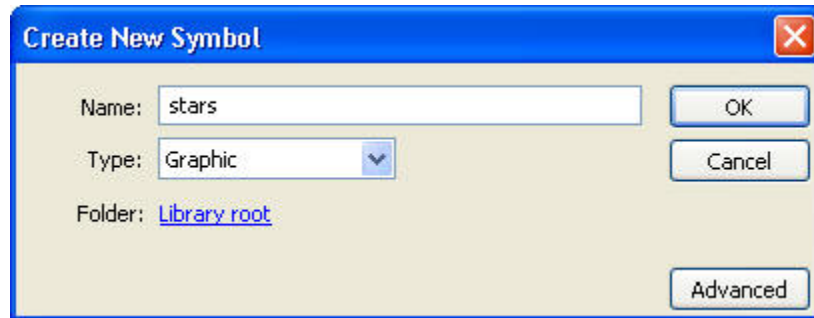 Create New Symbol
Name: stars OK
Type: Graphic Cancel
Folder: Library root
Advanced